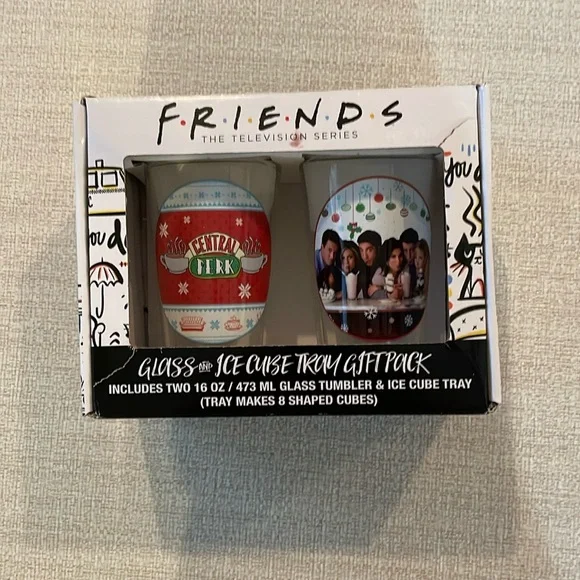 F·R·I·E·N·D·S
THE TELEVISION SERIES
CENTRAL
PERK
GLASS AND ICE CUBE TRAY GIFT PACK
INCLUDES TWO 16 OZ / 473 ML GLASS TUMBLER & ICE CUBE TRAY
(TRAY MAKES 8 SHAPED CUBES)